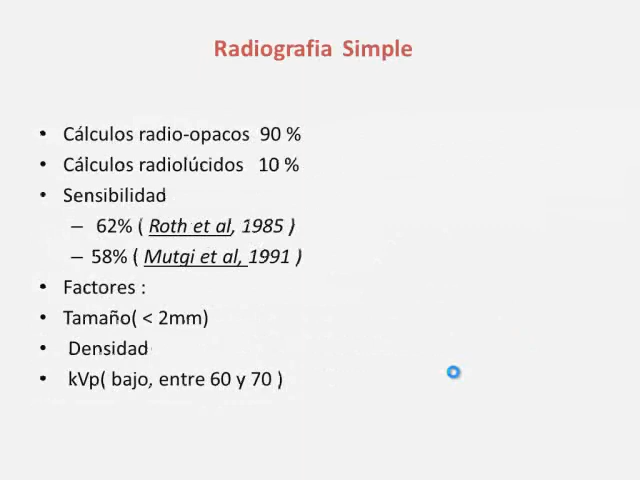 Radiografia Simple
• Cálculos radio-opacos 90 %
• Cálculos radiolúcidos 10 %
• Sensibilidad
– 62% ( Roth et al, 1985 )
– 58% ( Mutgi et al, 1991 )
• Factores :
• Tamaño( < 2mm)
• Densidad
• kVp( bajo, entre 60 y 70 )